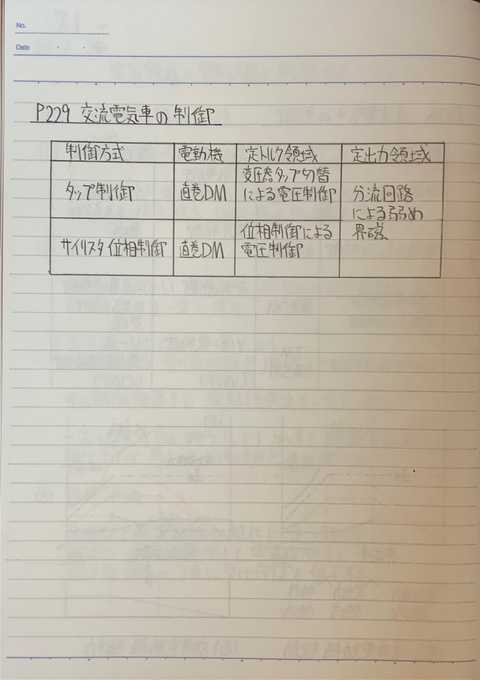 No.
Date
P229 交流電気車の制御
制御方式 電動機 定トルク領域 定出力領域
タップ制御 直巻DM 変圧器タップ切替による電圧制御 分流回路による弱め界磁
サイリスタ位相制御 直巻DM 位相制御による電圧制御